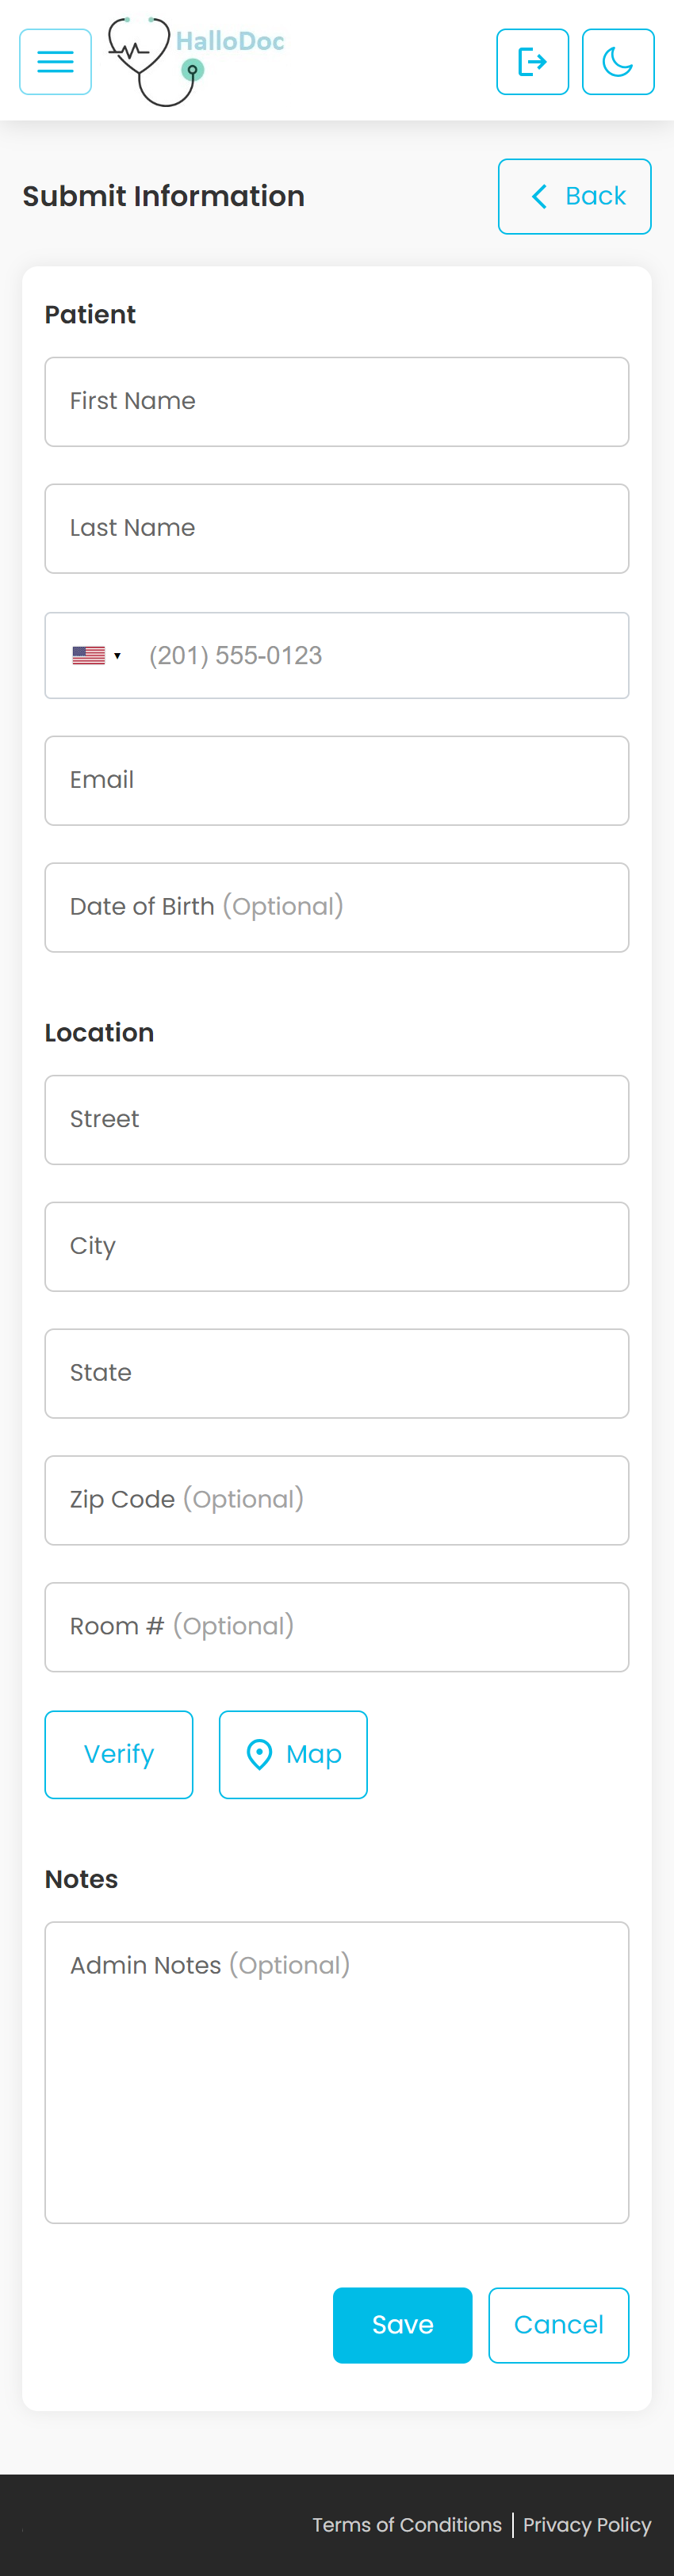 HalloDoc
Submit Information
Back
Patient
First Name
Last Name
(201) 555-0123
Email
Date of Birth (Optional)
Location
Street
City
State
Zip Code (Optional)
Room # (Optional)
Verify
Map
Notes
Admin Notes (Optional)
Save
Cancel
Terms of Conditions | Privacy Policy